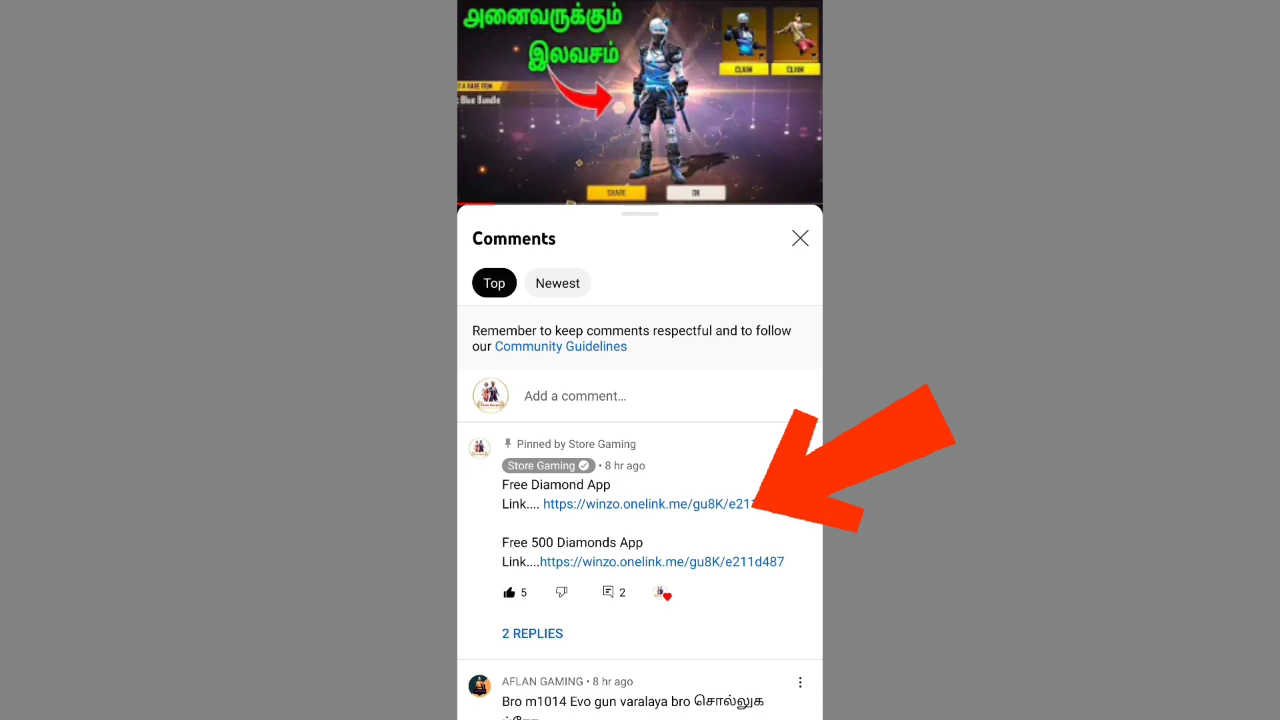 அனைவருக்கும்
இலவசம்
CLAIM
CLAIM
T A RARE ITEM
: Blue Bundle
SHARE
OK
Comments
Top
Newest
Remember to keep comments respectful and to follow
our Community Guidelines
Add a comment...
Pinned by Store Gaming
Store Gaming • 8 hr ago
Free Diamond App
Link.... https://winzo.onelink.me/gu8K/e21
Free 500 Diamonds App
Link....https://winzo.onelink.me/gu8K/e211d487
5
2
2 REPLIES
AFLAN GAMING • 8 hr ago
Bro m1014 Evo gun varalaya bro சொல்லுக